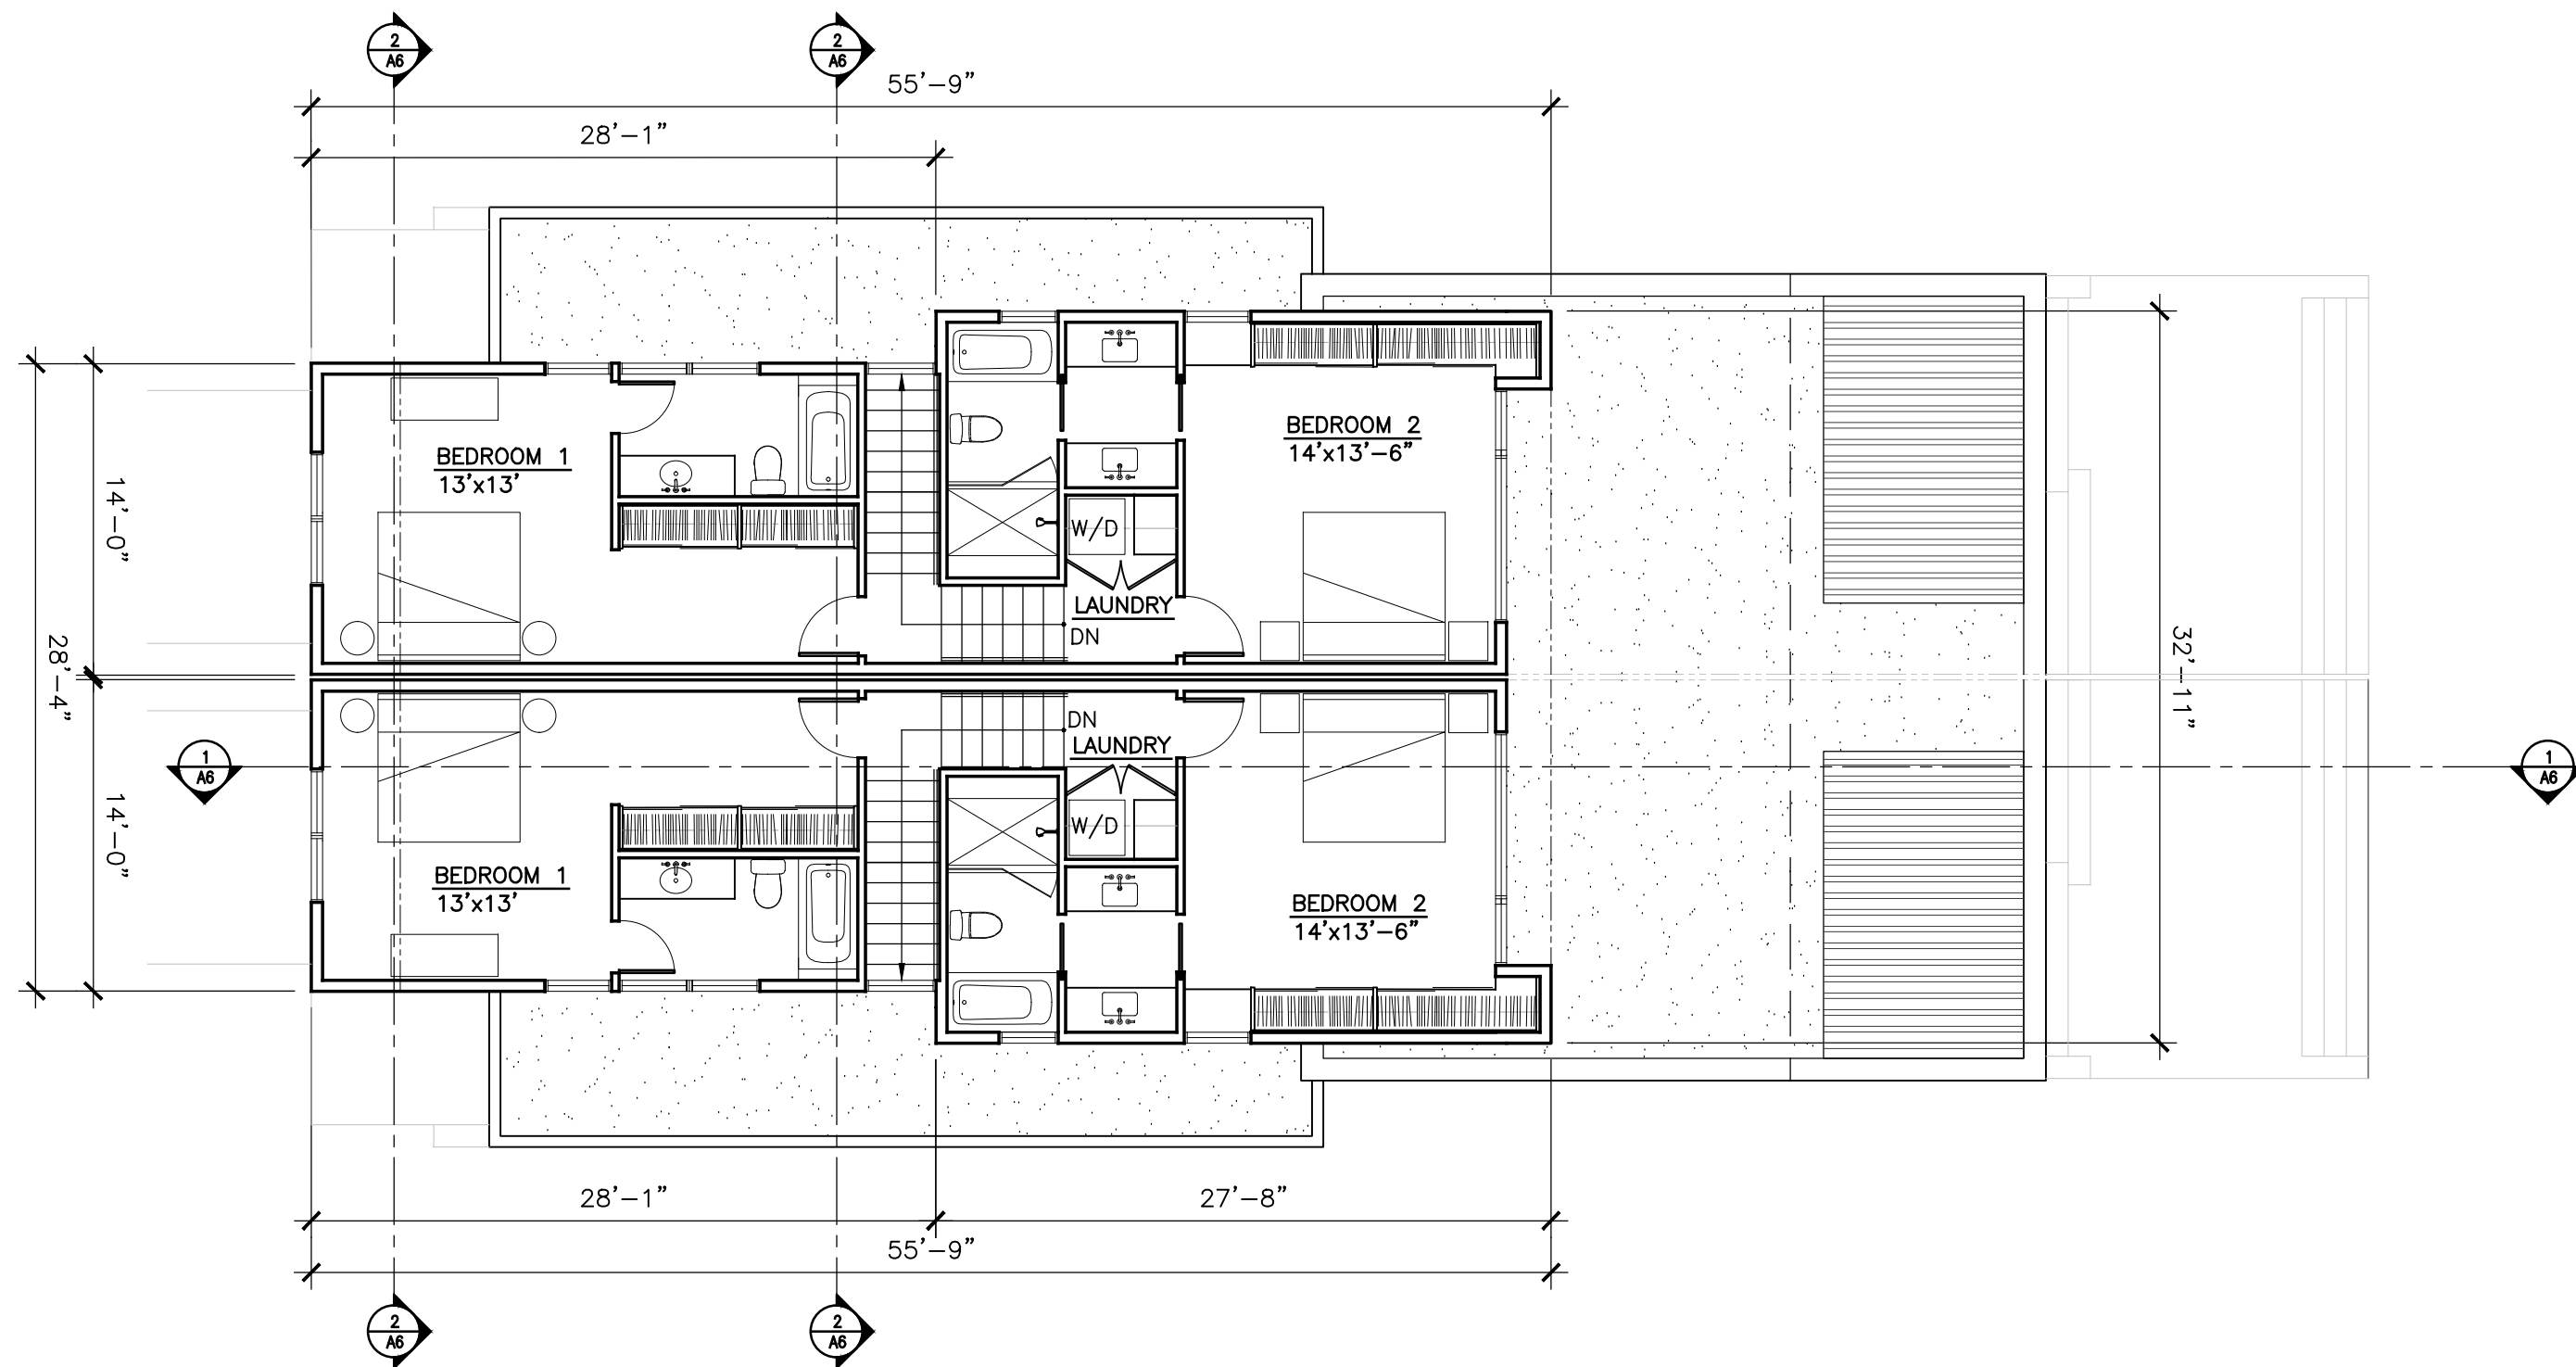 2
A6
2
A6
55'-9"
28'-1"
BEDROOM 1
13'x13'
BEDROOM 2
14'x13'-6"
14'-0"
W/D
LAUNDRY
DN
28'-4"
32'-11"
DN
LAUNDRY
1
A6
1
A6
W/D
14'-0"
BEDROOM 1
13'x13'
BEDROOM 2
14'x13'-6"
28'-1"
27'-8"
55'-9"
2
A6
2
A6